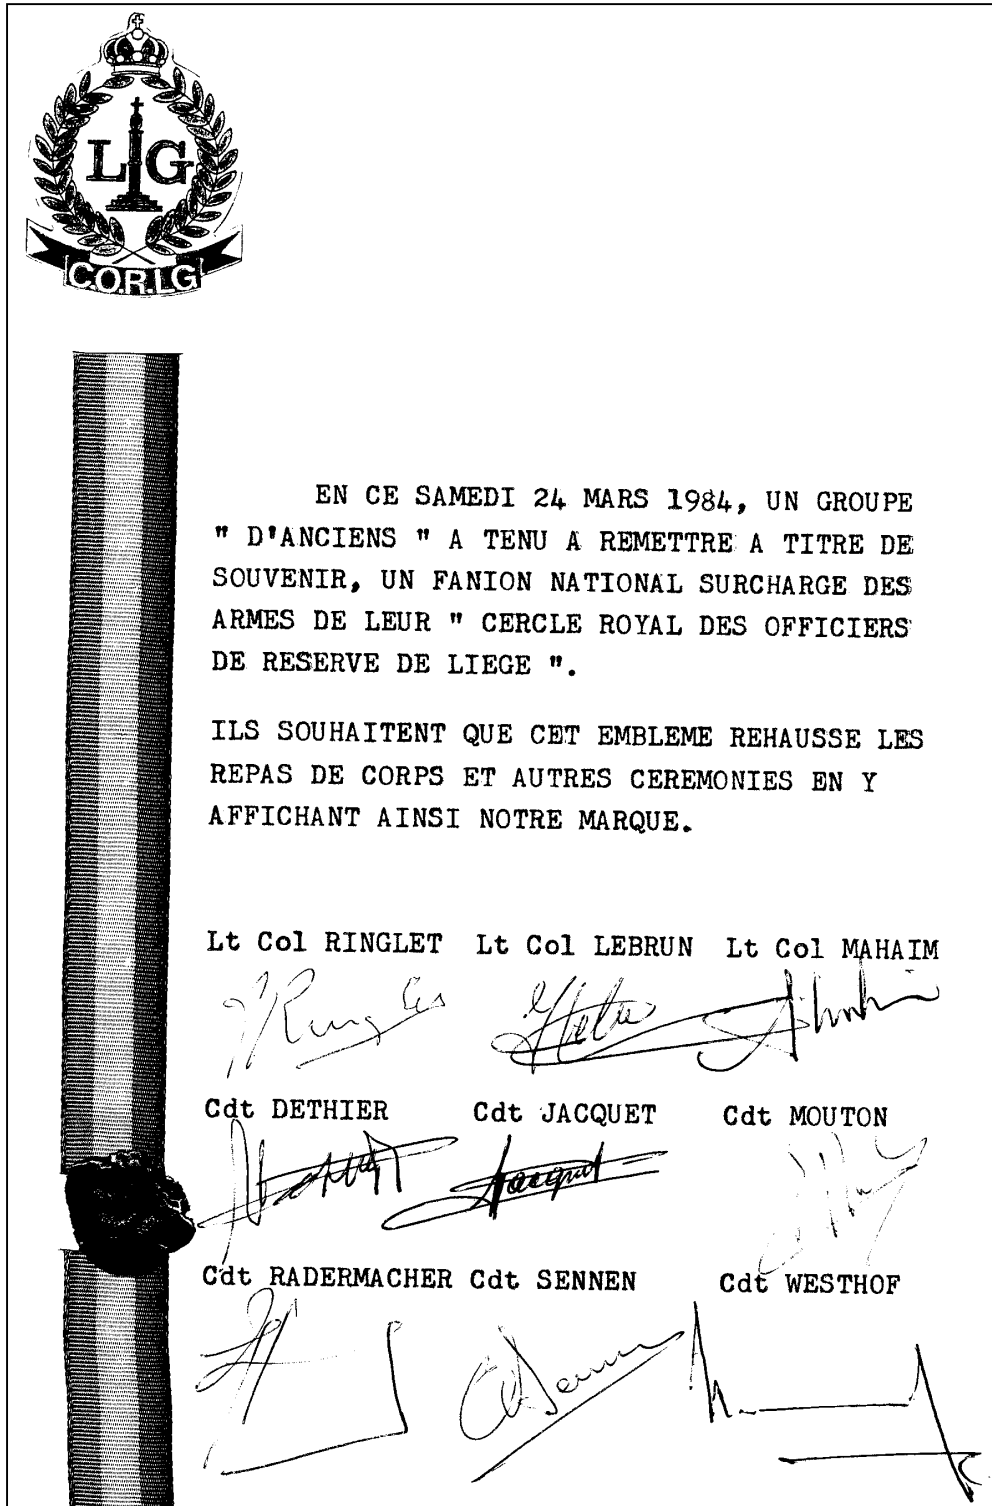 L G
C.O.R.LG
EN CE SAMEDI 24 MARS 1984, UN GROUPE
" D'ANCIENS " A TENU A REMETTRE A TITRE DE
SOUVENIR, UN FANION NATIONAL SURCHARGE DES
ARMES DE LEUR " CERCLE ROYAL DES OFFICIERS
DE RESERVE DE LIEGE ".
ILS SOUHAITENT QUE CET EMBLEME REHAUSSE LES
REPAS DE CORPS ET AUTRES CEREMONIES EN Y
AFFICHANT AINSI NOTRE MARQUE.
Lt Col RINGLET Lt Col LEBRUN Lt Col MAHAIM
Cdt DETHIER Cdt JACQUET Cdt MOUTON
Jacquet
Cdt RADERMACHER Cdt SENNEN Cdt WESTHOF